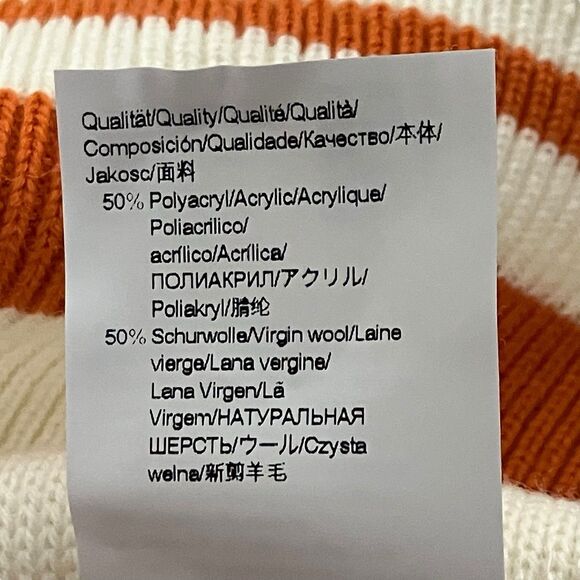 Qualität/Quality/Qualité/Qualità/
Composición/Qualidade/Качество/本体/
Jakosc/面料
50% Polyacryl/Acrylic/Acrylique/
Poliacrilico/
acrílico/Acrílica/
ПОЛИАКРИЛ/アクリル/
Poliakryl/腈纶
50% Schurwolle/Virgin wool/Laine
vierge/Lana vergine/
Lana Virgen/Lã
Virgem/НАТУРАЛЬНАЯ
ШЕРСТЬ/ウール/Czysta
welna/新剪羊毛